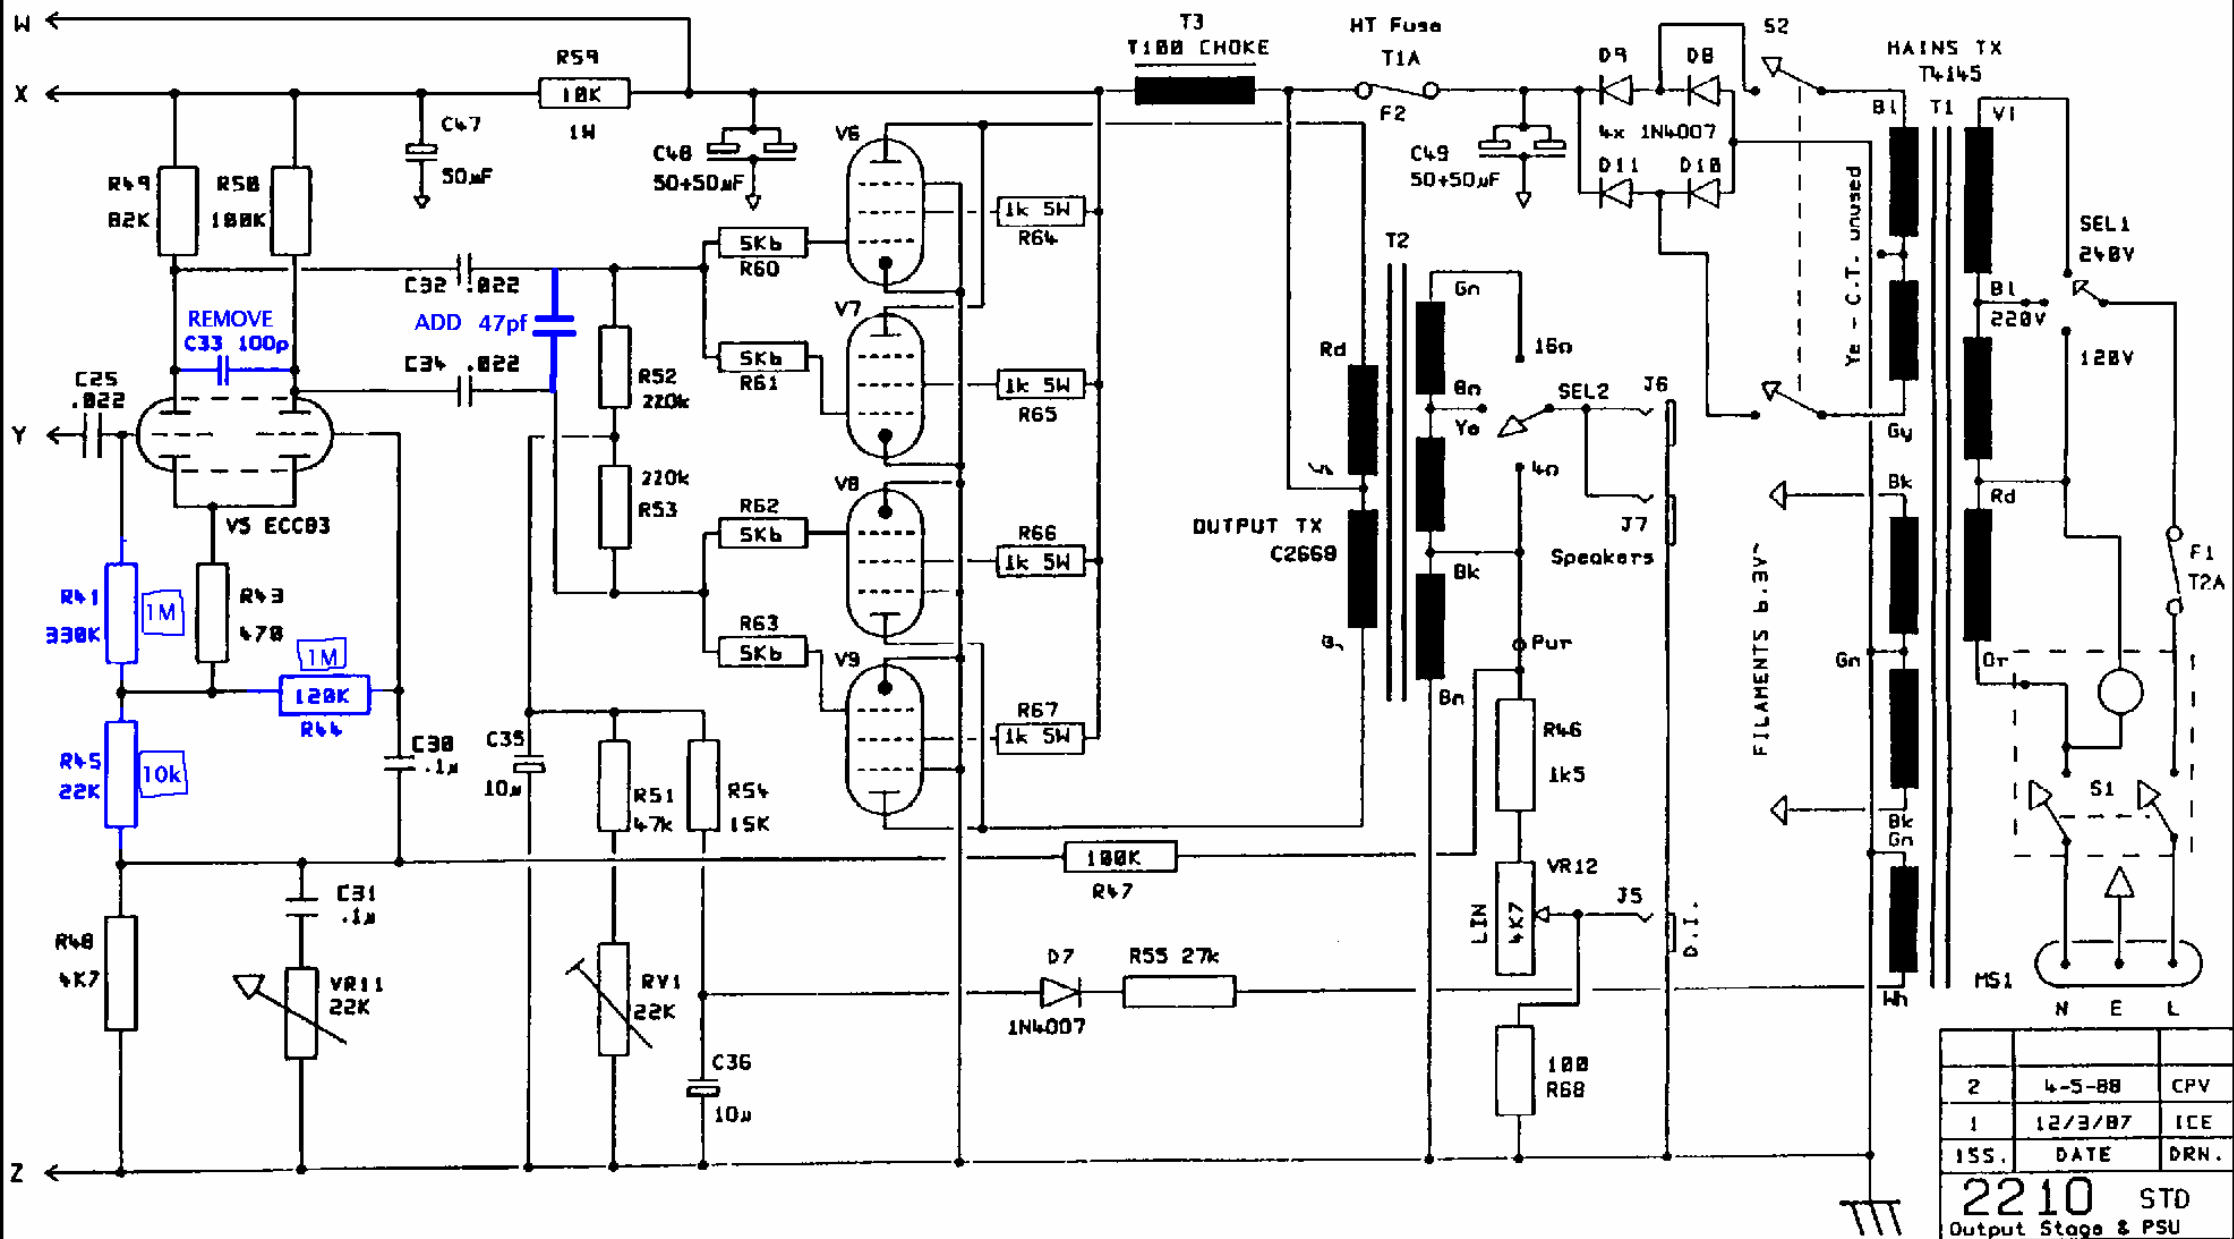 W
X
Y
Z
R59
10K
1W
C47
50µF
R49
82K
R50
100K
REMOVE
C33 100p
C25
.022
C32 .022
ADD 47pf
C34 .022
V5 ECC83
R41
330K
1M
R43
470
1M
120K
R44
R45
22K
10k
C30
.1µ
R48
4K7
C31
.1µ
VR11
22K
R52
220k
220k
R53
C35
10µ
R51
47k
R54
15K
RV1
22K
C36
10µ
C48
50+50µF
V6
V7
V8
V9
5K6
R60
5K6
R61
R62
5K6
R63
5K6
1k 5W
R64
1k 5W
R65
R66
1k 5W
R67
1k 5W
100K
R47
D7
1N4007
R55 27k
T3
T100 CHOKE
HT Fuse
T1A
F2
C49
50+50µF
D9
D8
4x 1N4007
D11
D10
S2
MAINS TX
T4145
T1
Bl
Vl
Ye - C.T. unused
Gy
Bk
Gn
Bk
Gn
Wh
FILAMENTS 6.3V~
T2
Rd
OUTPUT TX
C2668
Gn
Bn
Ye
Bk
Bn
16Ω
4Ω
SEL2
J6
J7
Speakers
Pur
R46
1k5
VR12
LIN
4K7
J5
D.I.
100
R68
SEL1
240V
Bl
220V
120V
Rd
Or
F1
T2A
S1
MS1
N E L
2 4-5-88 CPV
1 12/3/87 ICE
ISS. DATE DRN.
2210 STD
Output Stage & PSU